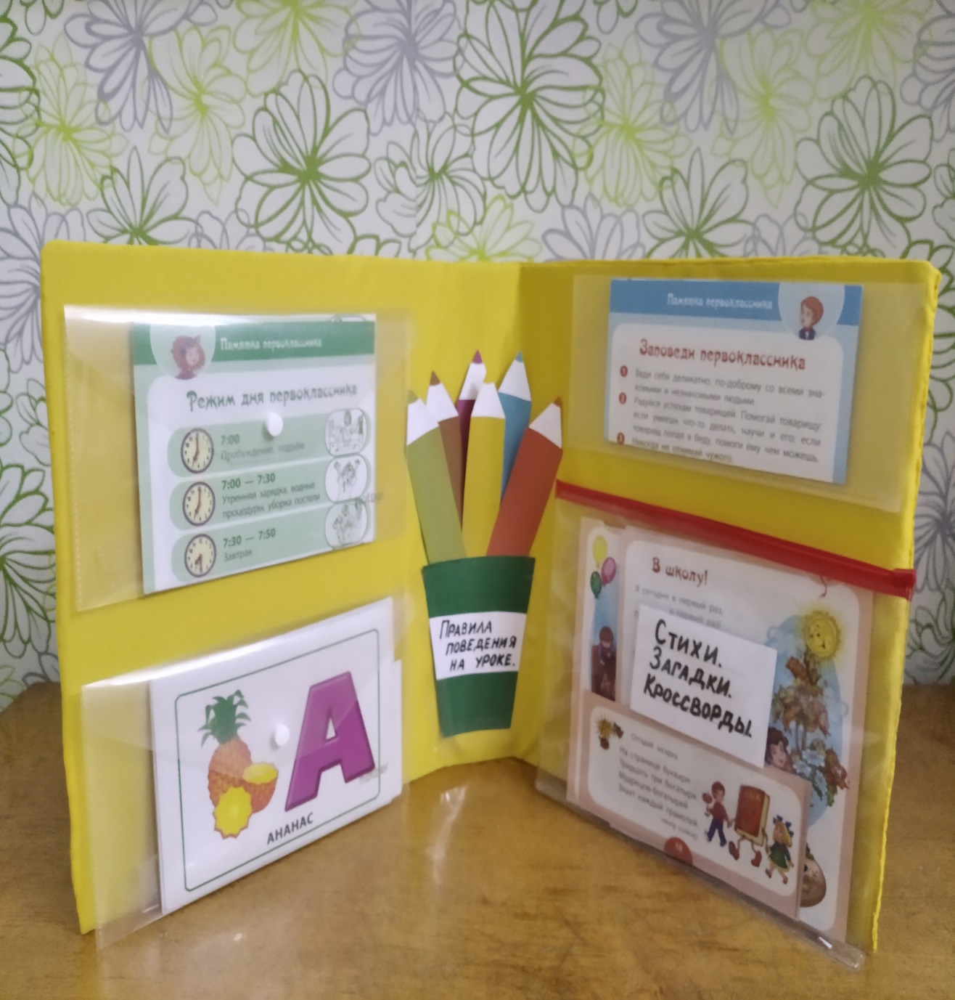 Памятка первоклассника
Режим дня первоклассника
7:00
Пробуждение, подъём
7:00 — 7:30
Утренняя зарядка, водные
процедуры, уборка постели
7:30 — 7:50
Завтрак
А
АНАНАС
ПРАВИЛА
ПОВЕДЕНИЯ
НА УРОКЕ.
Памятка первоклассника
Заповеди первоклассника
1 Веди себя деликатно, по-доброму со всеми зна-
комыми и незнакомыми людьми.
2 Радуйся успехам товарищей. Помогай товарищу:
если умеешь что-то делать, научи и его; если
товарищ попал в беду, помоги ему чем можешь.
3 Никогда не отнимай чужого.
В школу!
Я сегодня в первый раз,
в первый раз!
СТИХИ.
ЗАГАДКИ.
КРОССВОРДЫ.
Отгадай загадку
На странице букваря
Тридцать три богатыря.
Мудрецов-богатырей
Знает каждый грамотей.